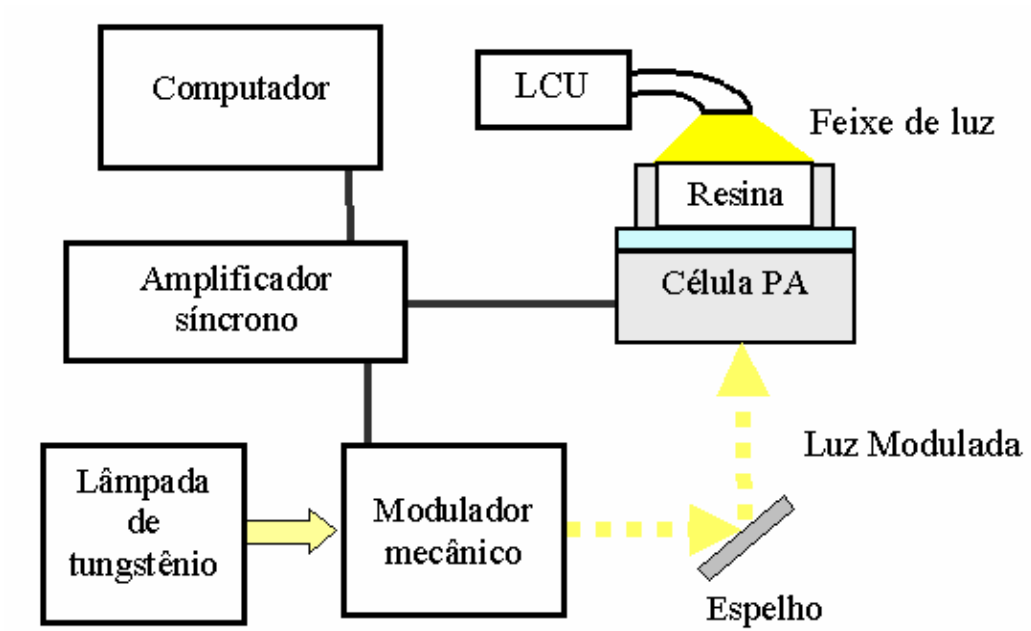 Computador
LCU
Feixe de luz
Resina
Amplificador
síncrono
Célula PA
Luz Modulada
Lâmpada
de
tungstênio
Modulador
mecânico
Espelho